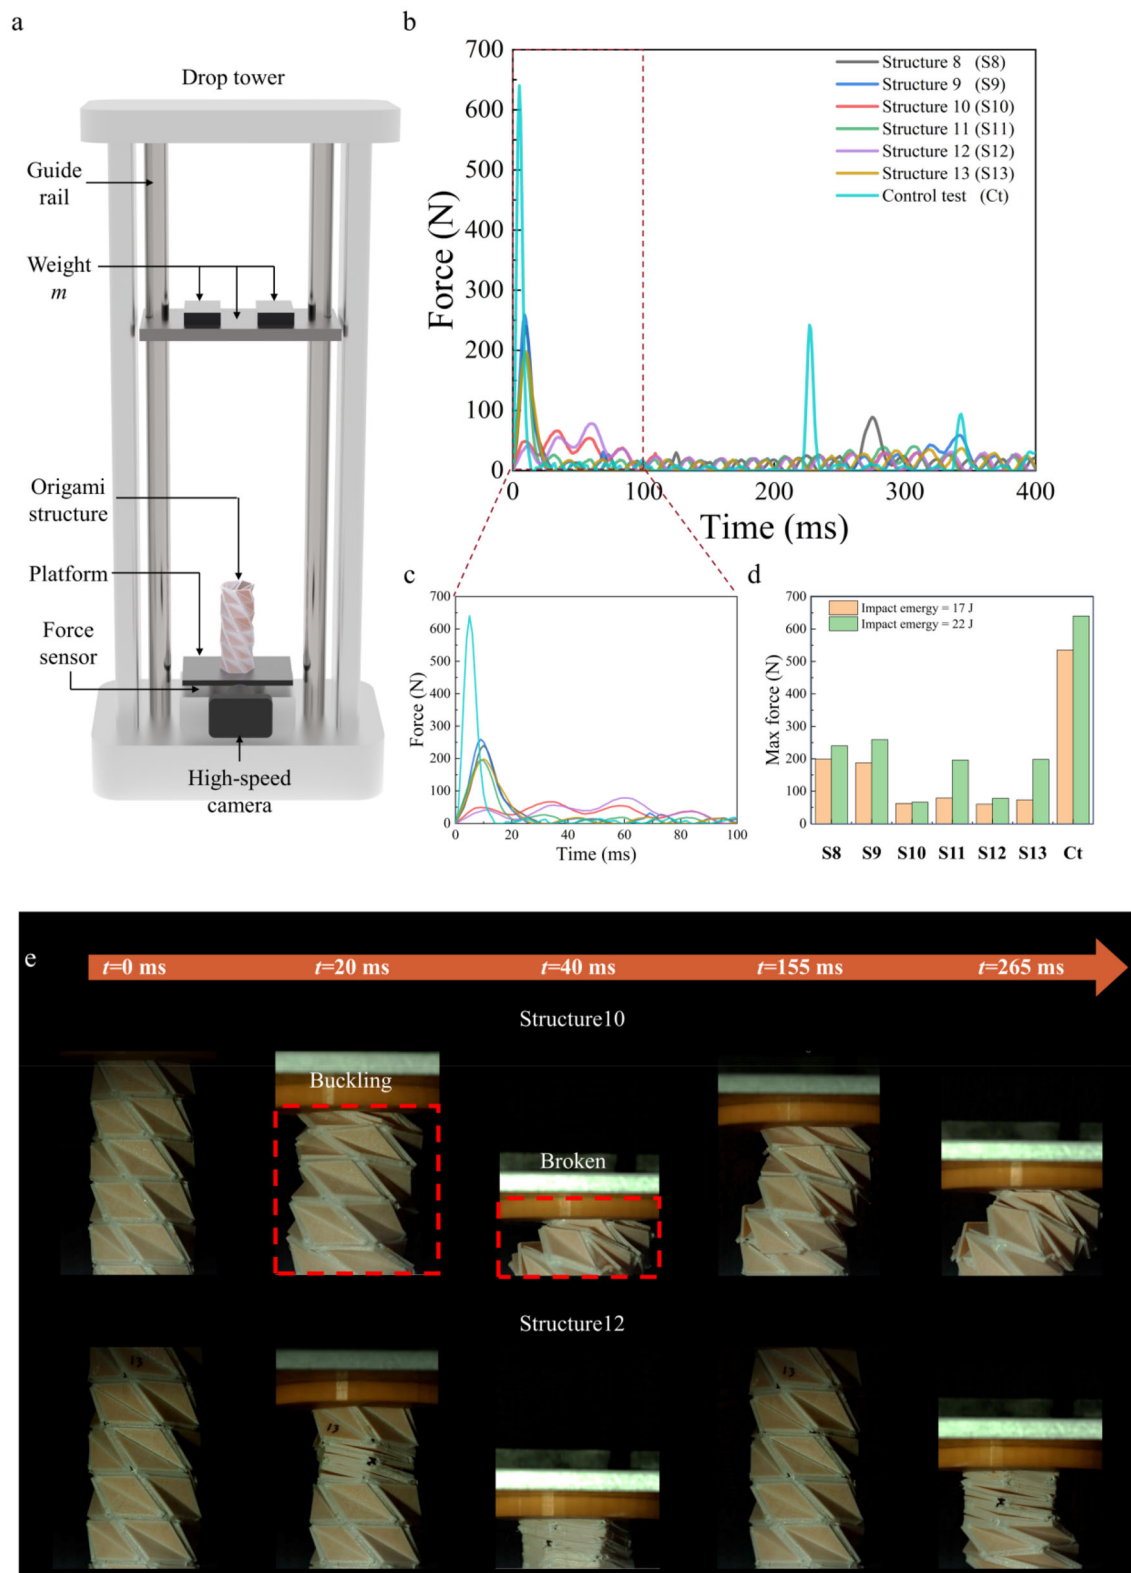 a
Drop tower
Guide
rail
Weight
m
Origami
structure
Platform
Force
sensor
High-speed
camera
b
700
600
500
400
300
200
100
0
Force (N)
Structure 8 (S8)
Structure 9 (S9)
Structure 10 (S10)
Structure 11 (S11)
Structure 12 (S12)
Structure 13 (S13)
Control test (Ct)
0 100 200 300 400
Time (ms)
c
700
600
500
400
300
200
100
0
Force (N)
0 20 40 60 80 100
Time (ms)
d
700
600
500
400
300
200
100
0
Max force (N)
Impact emergy = 17 J
Impact emergy = 22 J
S8 S9 S10 S11 S12 S13 Ct
e
t=0 ms t=20 ms t=40 ms t=155 ms t=265 ms
Structure10
Buckling
Broken
Structure12
13
13
13